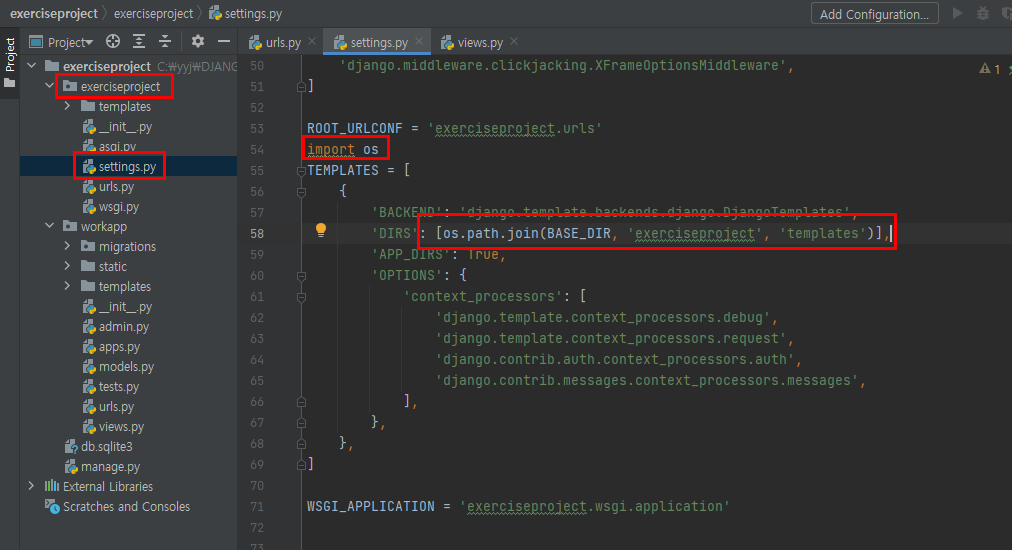 exerciseproject exerciseproject settings.py
Add Configuration...
Project
Project
urls.py
settings.py
views.py
exerciseproject C:￦yyj￦DJANG
exerciseproject
templates
__init__.py
asgi.py
settings.py
urls.py
wsgi.py
workapp
migrations
static
templates
__init__.py
admin.py
apps.py
models.py
tests.py
urls.py
views.py
db.sqlite3
manage.py
External Libraries
Scratches and Consoles
1
50 'django.middleware.clickjacking.XFrameOptionsMiddleware',
51 ]
52
53 ROOT_URLCONF = 'exerciseproject.urls'
54 import os
55 TEMPLATES = [
56 {
57 'BACKEND': 'django.template.backends.django.DjangoTemplates',
58 'DIRS': [os.path.join(BASE_DIR, 'exerciseproject', 'templates')],
59 'APP_DIRS': True,
60 'OPTIONS': {
61 'context_processors': [
62 'django.template.context_processors.debug',
63 'django.template.context_processors.request',
64 'django.contrib.auth.context_processors.auth',
65 'django.contrib.messages.context_processors.messages',
66 ],
67 },
68 },
69 ]
70
71 WSGI_APPLICATION = 'exerciseproject.wsgi.application'
72
73